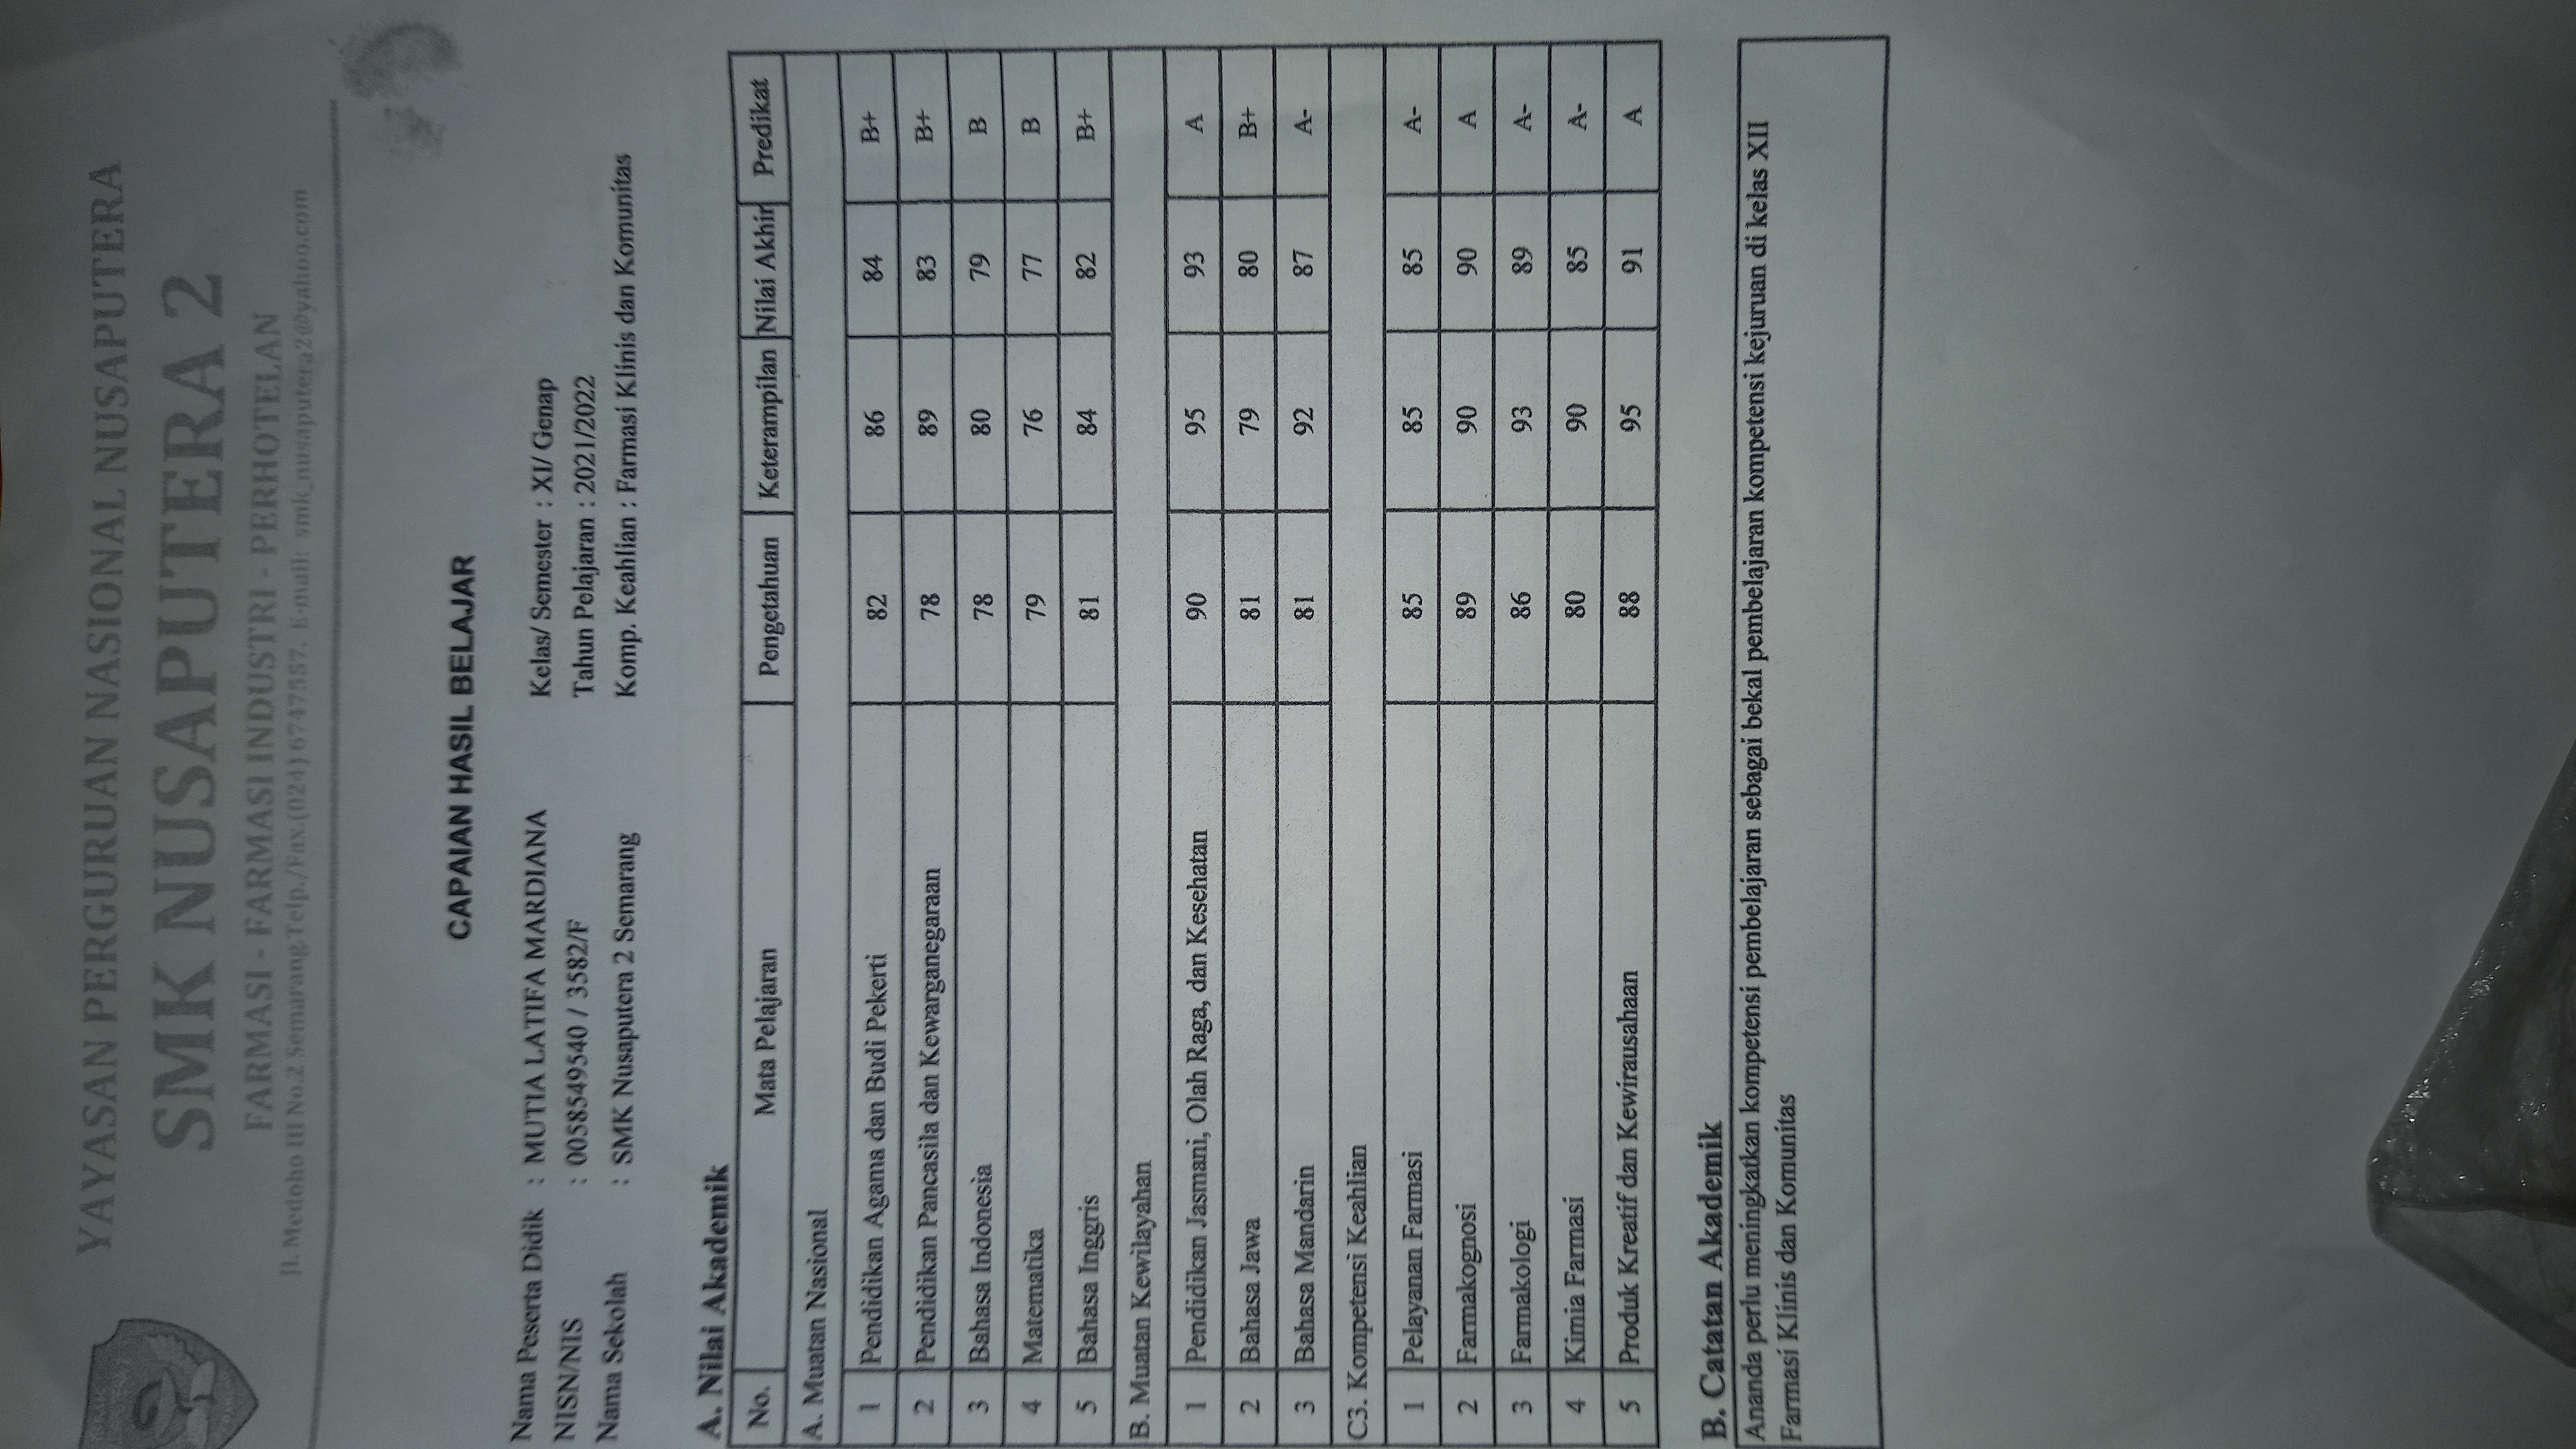 YAYASAN PERGURUAN NASIONAL NUSAPUTERA
SMK NUSAPUTERA 2
FARMASI - FARMASI INDUSTRI - PERHOTELAN
Jl. Medoho III No.2 Semarang.Telp./Fax.(024) 6747557. E-mail: smk_nusaputera2@yahoo.com
CAPAIAN HASIL BELAJAR
Nama Peserta Didik : MUTIA LATIFA MARDIANA Kelas/ Semester : XI/ Genap
NISN/NIS : 0058549540 / 3582/F Tahun Pelajaran : 2021/2022
Nama Sekolah : SMK Nusaputera 2 Semarang Komp. Keahlian : Farmasi Klinis dan Komunitas
A. Nilai Akademik
No. Mata Pelajaran Pengetahuan Keterampilan Nilai Akhir Predikat
A. Muatan Nasional
1 Pendidikan Agama dan Budi Pekerti 82 86 84 B+
2 Pendidikan Pancasila dan Kewarganegaraan 78 89 83 B+
3 Bahasa Indonesia 78 80 79 B
4 Matematika 79 76 77 B
5 Bahasa Inggris 81 84 82 B+
B. Muatan Kewilayahan
1 Pendidikan Jasmani, Olah Raga, dan Kesehatan 90 95 93 A
2 Bahasa Jawa 81 79 80 B+
3 Bahasa Mandarin 81 92 87 A-
C3. Kompetensi Keahlian
1 Pelayanan Farmasi 85 85 85 A-
2 Farmakognosi 89 90 90 A
3 Farmakologi 86 93 89 A-
4 Kimia Farmasi 80 90 85 A-
5 Produk Kreatif dan Kewirausahaan 88 95 91 A
B. Catatan Akademik
Ananda perlu meningkatkan kompetensi pembelajaran sebagai bekal pembelajaran kompetensi kejuruan di kelas XII
Farmasi Klinis dan Komunitas